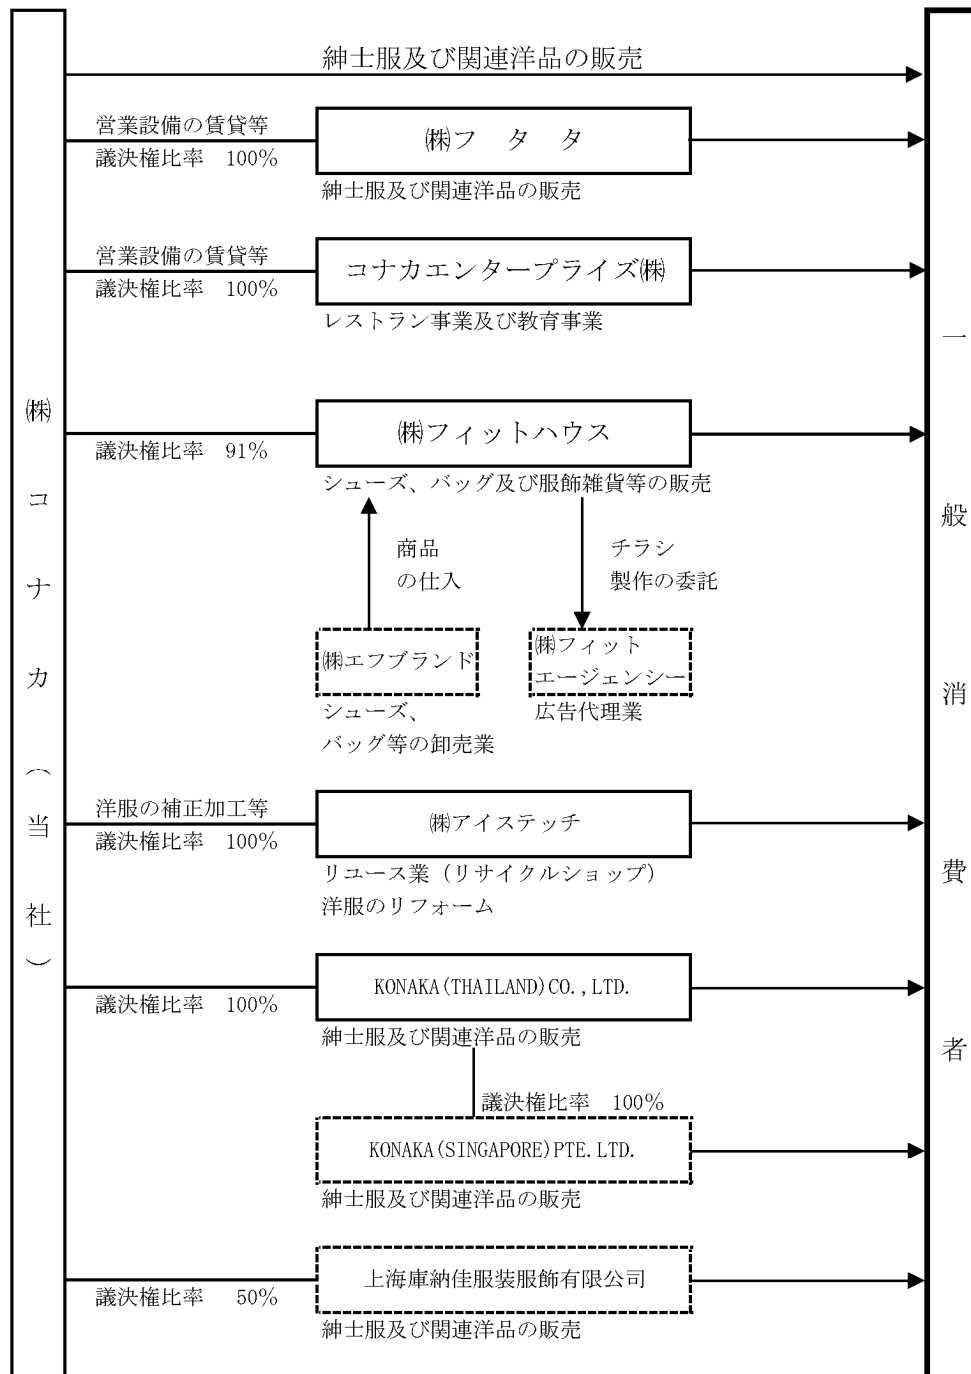 ㈱コナカ（当社）
紳士服及び関連洋品の販売
営業設備の賃貸等
議決権比率　100%
㈱フ　タ　タ
紳士服及び関連洋品の販売
営業設備の賃貸等
議決権比率　100%
コナカエンタープライズ㈱
レストラン事業及び教育事業
議決権比率　91%
㈱フィットハウス
シューズ、バッグ及び服飾雑貨等の販売
商品
の仕入
チラシ
製作の委託
㈱エフブランド
シューズ、
バッグ等の卸売業
㈱フィット
エージェンシー
広告代理業
洋服の補正加工等
議決権比率　100%
㈱アイステッチ
リユース業（リサイクルショップ）
洋服のリフォーム
議決権比率　100%
KONAKA(THAILAND)CO.,LTD.
紳士服及び関連洋品の販売
議決権比率　100%
KONAKA(SINGAPORE)PTE.LTD.
紳士服及び関連洋品の販売
議決権比率　50%
上海庫納佳服装服飾有限公司
紳士服及び関連洋品の販売
一般消費者